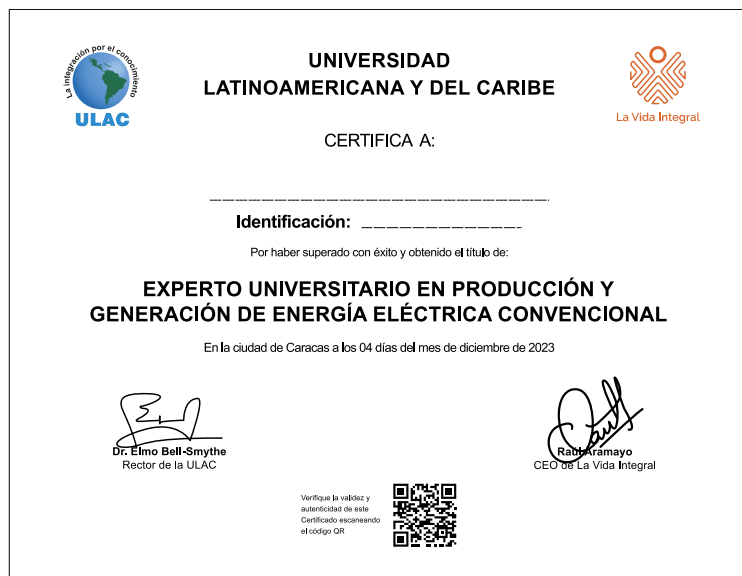 La integración por el conocimiento
ULAC
UNIVERSIDAD
LATINOAMERICANA Y DEL CARIBE
La Vida Integral
CERTIFICA A:
Identificación:
Por haber superado con éxito y obtenido el título de:
EXPERTO UNIVERSITARIO EN PRODUCCIÓN Y
GENERACIÓN DE ENERGÍA ELÉCTRICA CONVENCIONAL
En la ciudad de Caracas a los 04 días del mes de diciembre de 2023
Dr. Elmo Bell-Smythe
Rector de la ULAC
Raúl Aramayo
CEO de La Vida Integral
Verifique la validez y
autenticidad de este
Certificado escaneando
el código QR